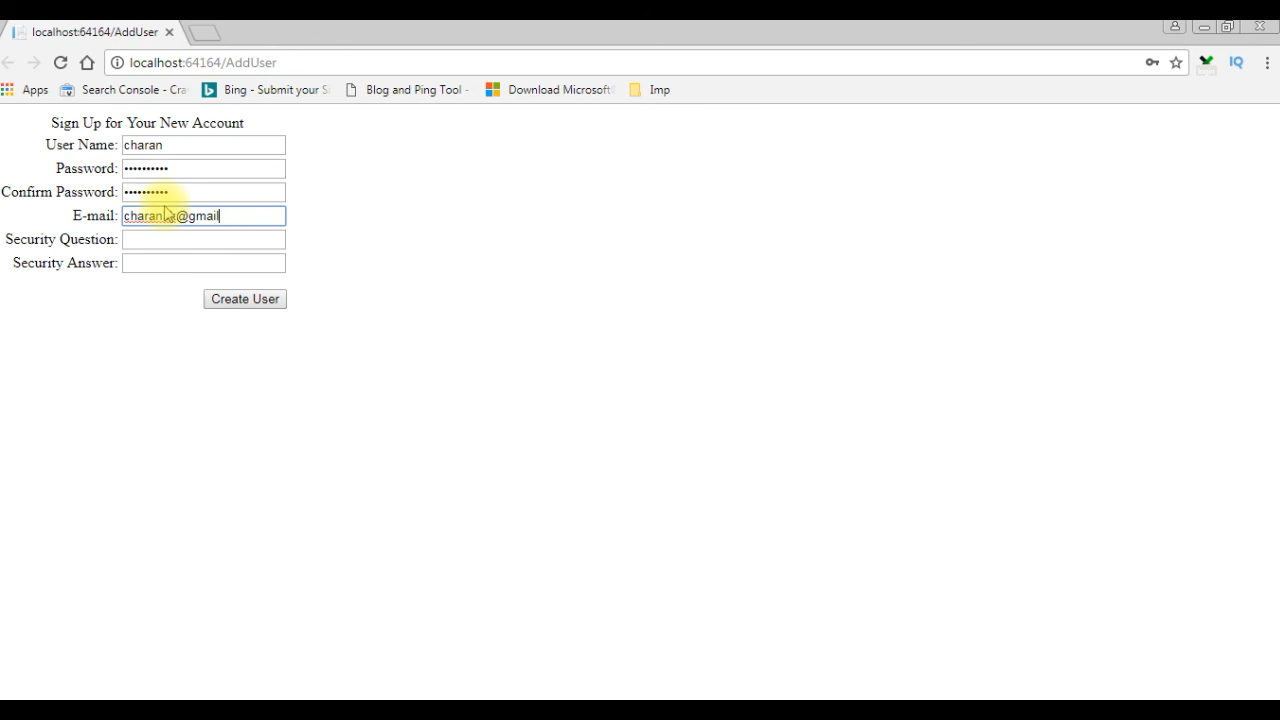 localhost:64164/AddUser
localhost:64164/AddUser
IQ
Apps Search Console - Cra Bing - Submit your S Blog and Ping Tool - Download Microsoft Imp
Sign Up for Your New Account
User Name: charan
Password: ••••••••••
Confirm Password: ••••••••••
E-mail: @gmail
Security Question:
Security Answer:
Create User